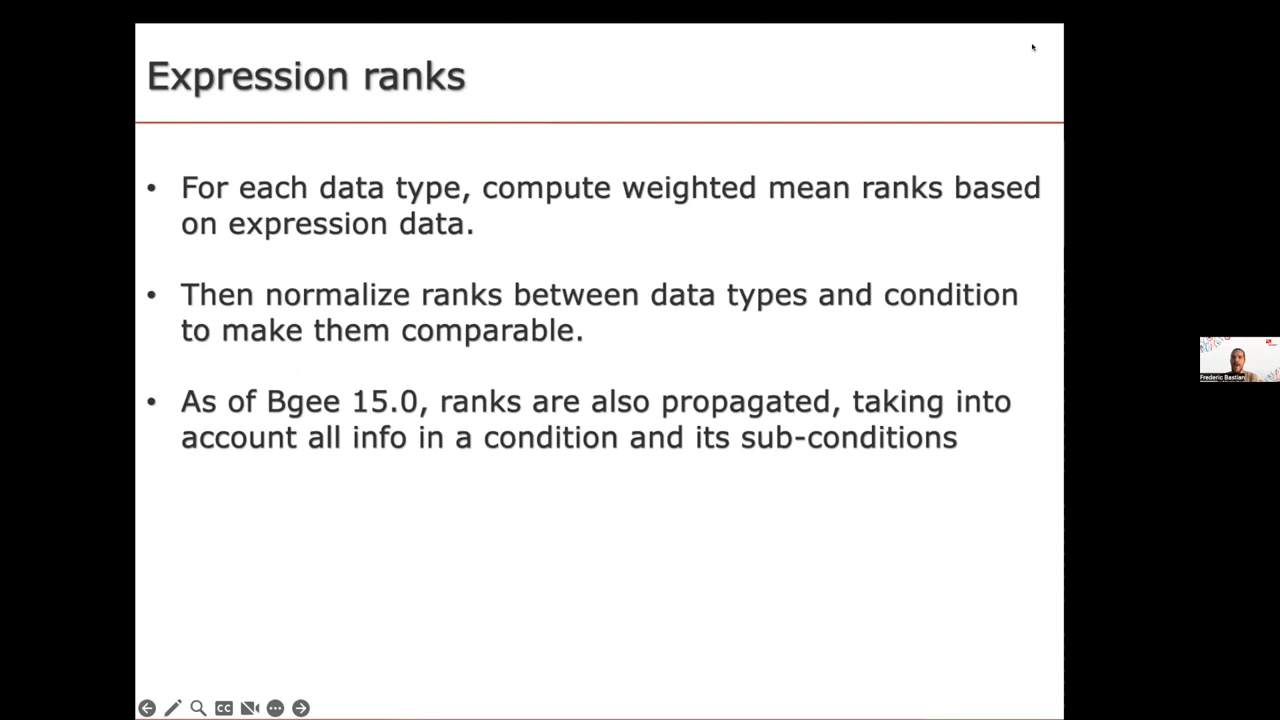 Expression ranks
• For each data type, compute weighted mean ranks based
on expression data.
• Then normalize ranks between data types and condition
to make them comparable.
• As of Bgee 15.0, ranks are also propagated, taking into
account all info in a condition and its sub-conditions
Frederic Bastian
CC